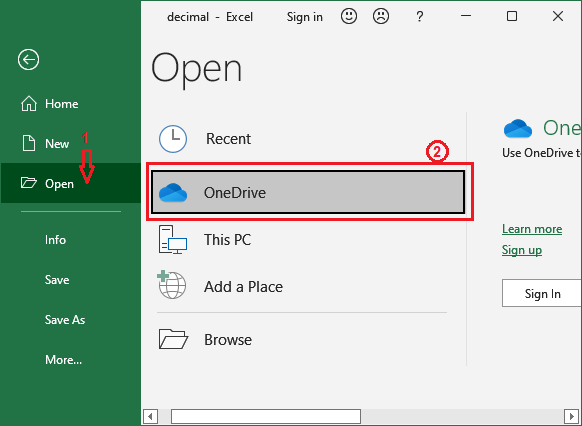 decimal - Excel
Sign in
?
Open
Home
New
1
Open
Info
Save
Save As
More...
Recent
2
OneDrive
This PC
Add a Place
Browse
One
Use OneDrive to
Learn more
Sign up
Sign In